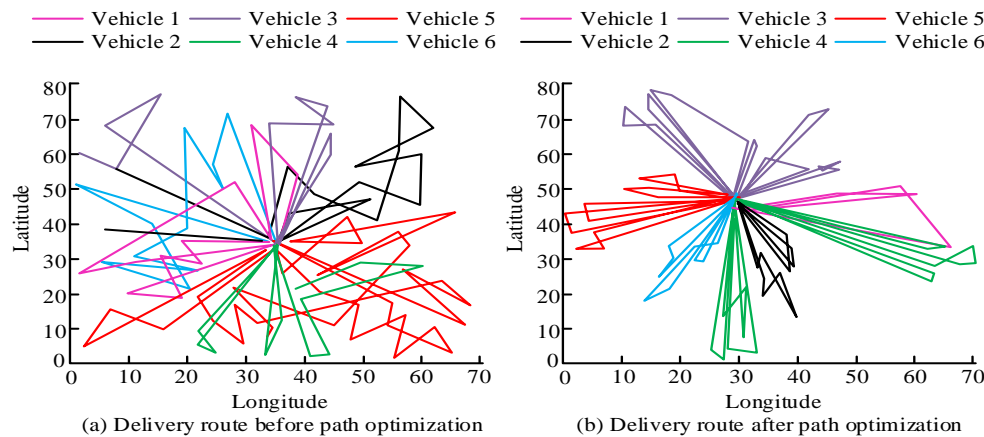 Vehicle 1 Vehicle 3 Vehicle 5
Vehicle 2 Vehicle 4 Vehicle 6
80
70
60
50
40
30
20
10
0
Latitude
0 10 20 30 40 50 60 70
Longitude
(a) Delivery route before path optimization
Vehicle 1 Vehicle 3 Vehicle 5
Vehicle 2 Vehicle 4 Vehicle 6
80
70
60
50
40
30
20
10
0
Latitude
0 10 20 30 40 50 60 70
Longitude
(b) Delivery route after path optimization